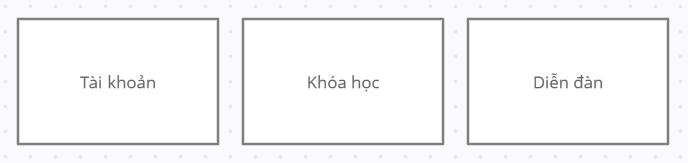 Tài khoản
Khóa học
Diễn đàn